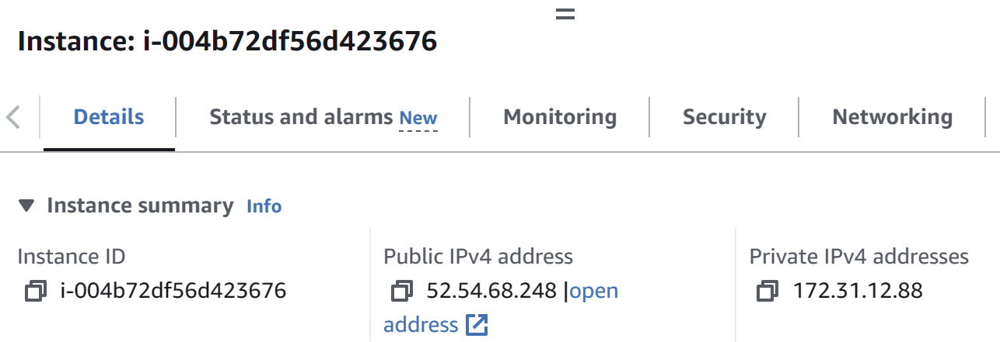 Instance: i-004b72df56d423676
Details
Status and alarms New
Monitoring
Security
Networking
Instance summary Info
Instance ID
i-004b72df56d423676
Public IPv4 address
52.54.68.248 |open
address
Private IPv4 addresses
172.31.12.88